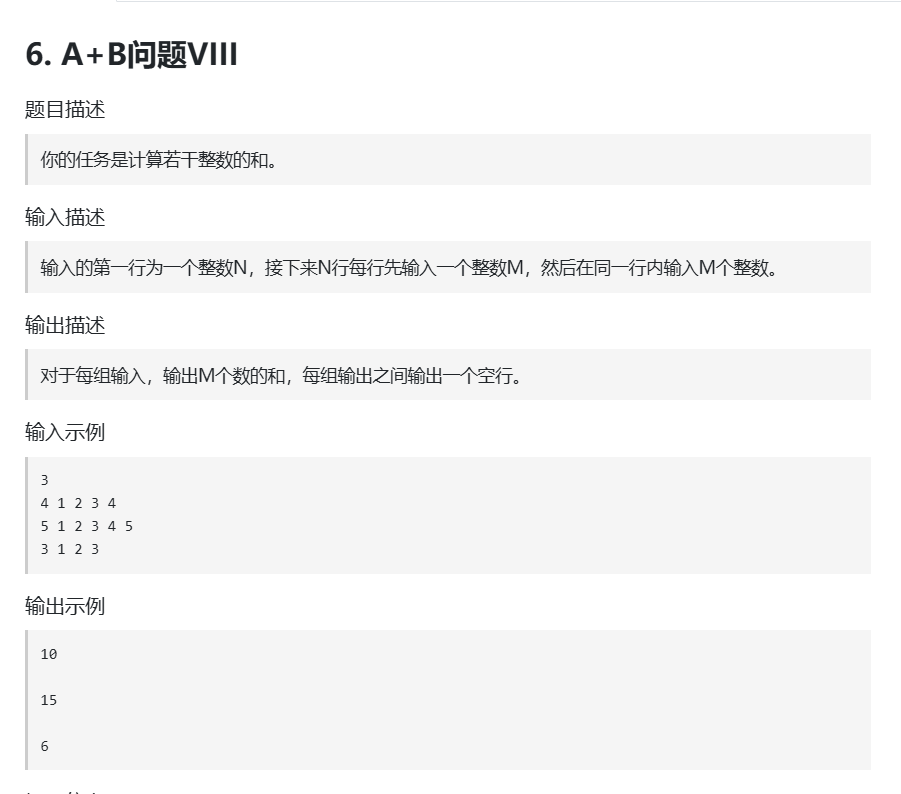 6. A+B问题VIII
题目描述
你的任务是计算若干整数的和。
输入描述
输入的第一行为一个整数N，接下来N行每行先输入一个整数M，然后在同一行内输入M个整数。
输出描述
对于每组输入，输出M个数的和，每组输出之间输出一个空行。
输入示例
3
4 1 2 3 4
5 1 2 3 4 5
3 1 2 3
输出示例
10
15
6